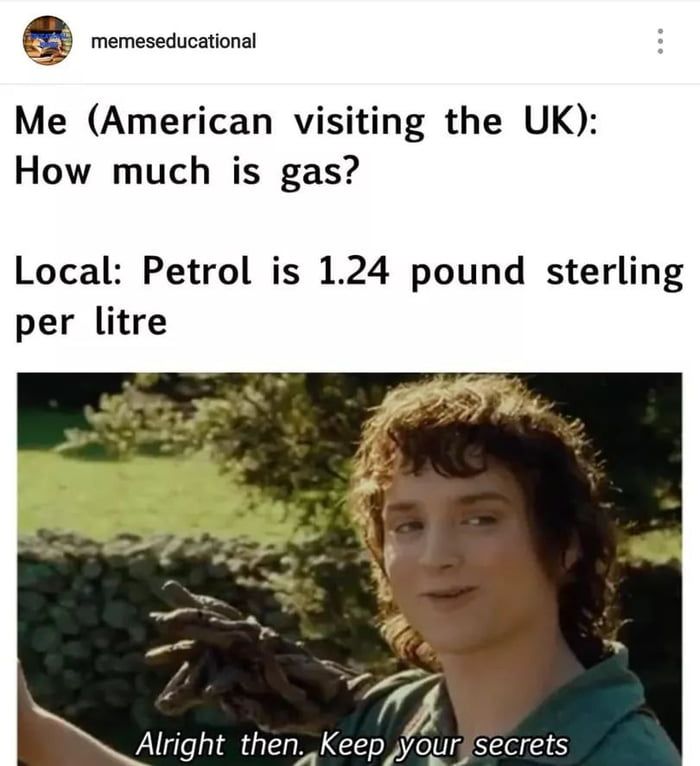 memeseducational
Me (American visiting the UK):
How much is gas?
Local: Petrol is 1.24 pound sterling
per litre
Alright then. Keep your secrets